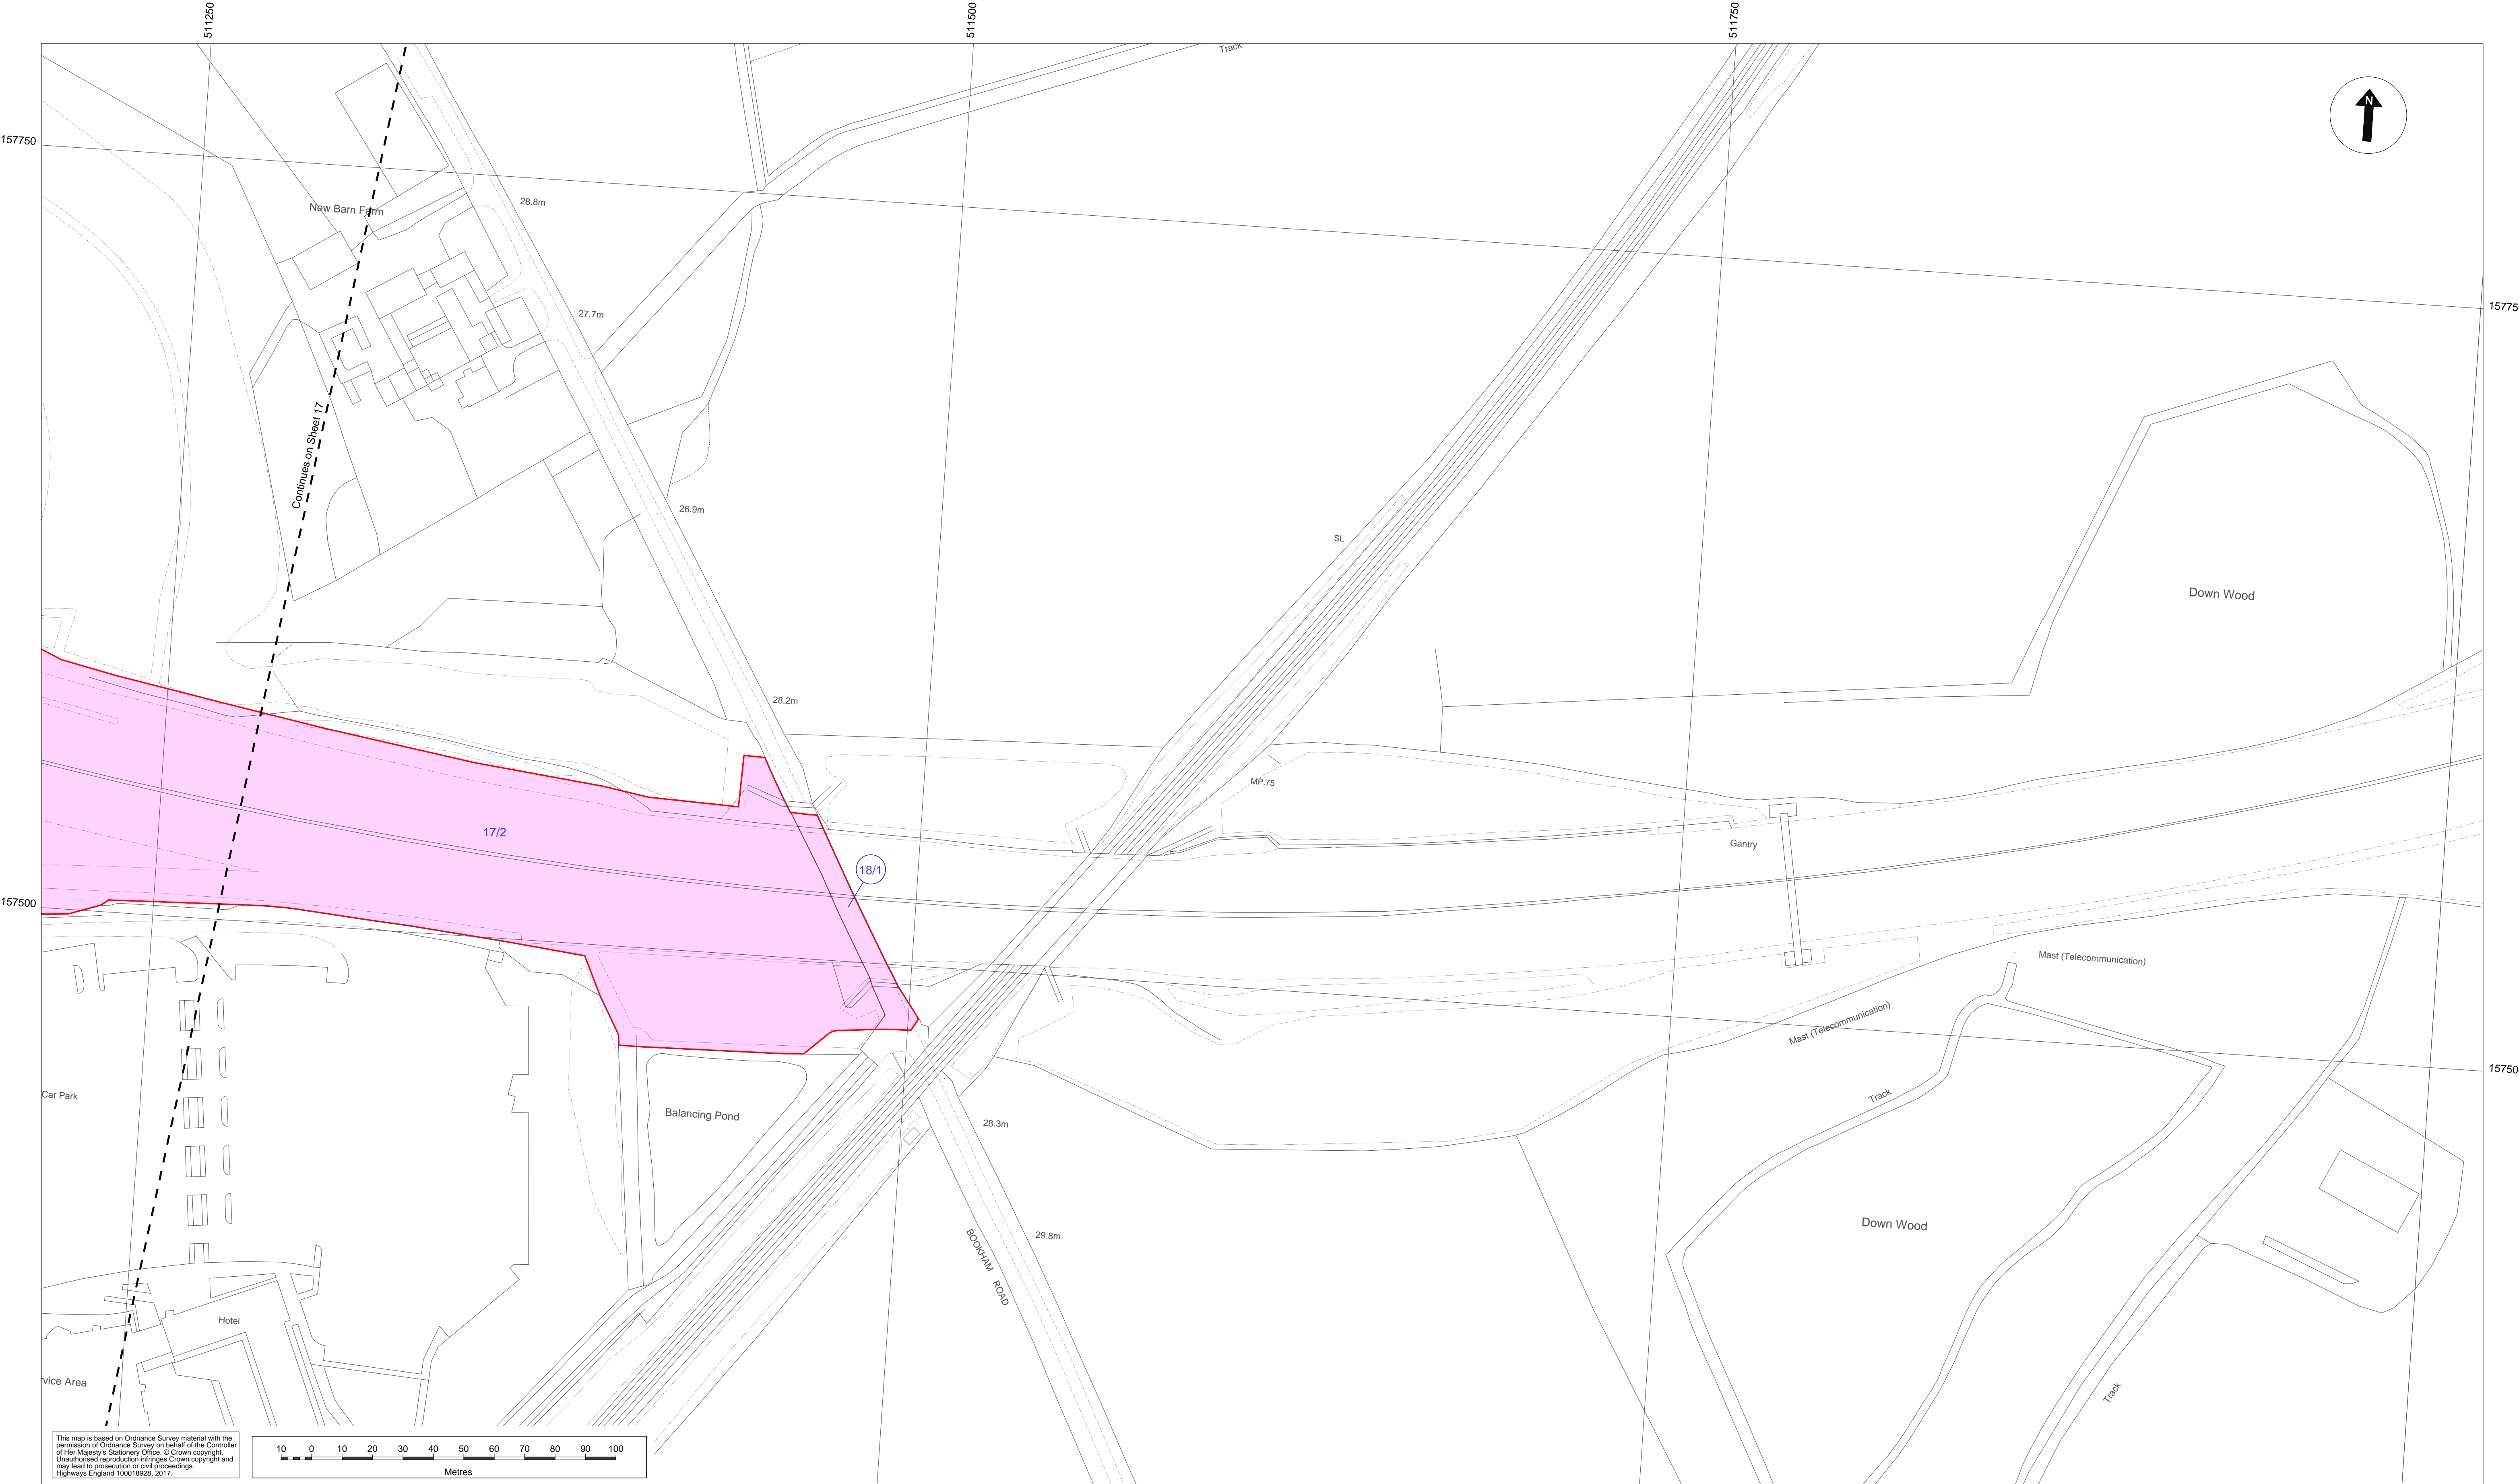 511250
511500
511750
Track
N
157750
New Barn Farm
28.8m
15775
27.7m
Continues on Sheet 17
26.9m
SL
Down Wood
28.2m
MP.75
17/2
Gantry
18/1
157500
Mast (Telecommunication)
Mast (Telecommunication)
15750
Car Park
Track
Balancing Pond
28.3m
Down Wood
29.8m
BOOKHAM ROAD
Hotel
vice Area
Track
This map is based on Ordnance Survey material with the
permission of Ordnance Survey on behalf of the Controller
of Her Majesty's Stationery Office. © Crown copyright.
Unauthorised reproduction infringes Crown copyright and
may lead to prosecution or civil proceedings.
Highways England 100018928, 2017.
10 0 10 20 30 40 50 60 70 80 90 100
Metres